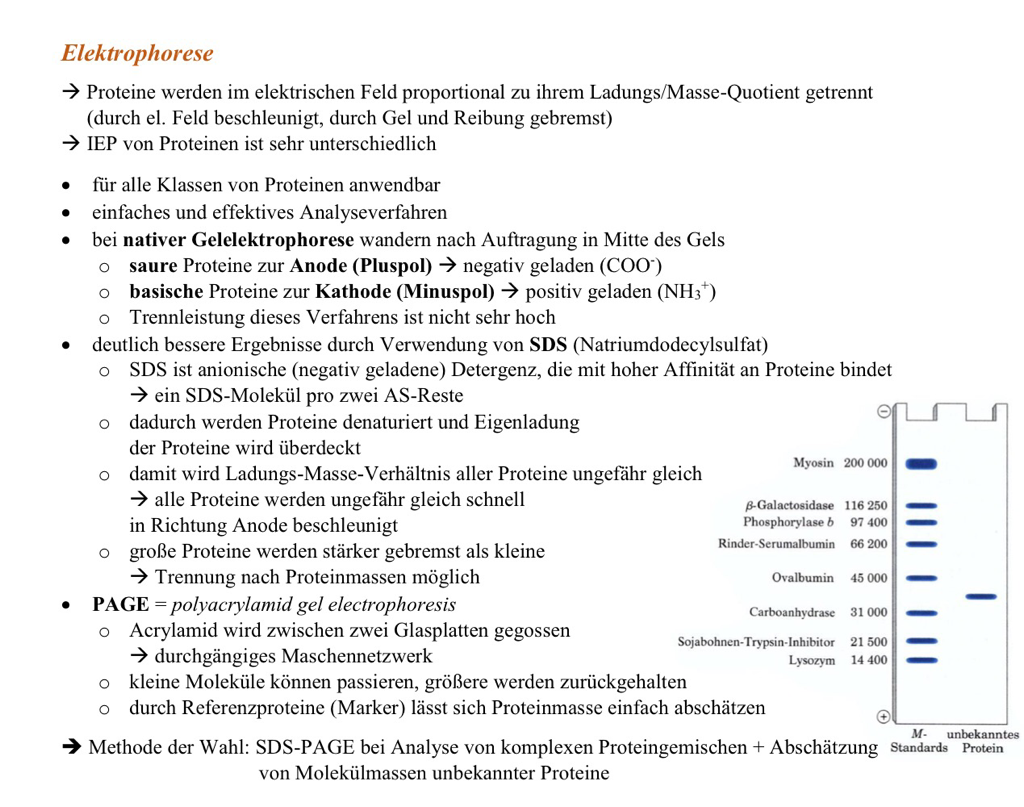 Elektrophorese
→ Proteine werden im elektrischen Feld proportional zu ihrem Ladungs/Masse-Quotient getrennt
(durch el. Feld beschleunigt, durch Gel und Reibung gebremst)
→ IEP von Proteinen ist sehr unterschiedlich
• für alle Klassen von Proteinen anwendbar
• einfaches und effektives Analyseverfahren
• bei nativer Gelelektrophorese wandern nach Auftragung in Mitte des Gels
o saure Proteine zur Anode (Pluspol) → negativ geladen (COO⁻)
o basische Proteine zur Kathode (Minuspol) → positiv geladen (NH₃⁺)
o Trennleistung dieses Verfahrens ist nicht sehr hoch
• deutlich bessere Ergebnisse durch Verwendung von SDS (Natriumdodecylsulfat)
o SDS ist anionische (negativ geladene) Detergenz, die mit hoher Affinität an Proteine bindet
→ ein SDS-Molekül pro zwei AS-Reste
o dadurch werden Proteine denaturiert und Eigenladung
der Proteine wird überdeckt
o damit wird Ladungs-Masse-Verhältnis aller Proteine ungefähr gleich
→ alle Proteine werden ungefähr gleich schnell
in Richtung Anode beschleunigt
o große Proteine werden stärker gebremst als kleine
→ Trennung nach Proteinmassen möglich
• PAGE = polyacrylamid gel electrophoresis
o Acrylamid wird zwischen zwei Glasplatten gegossen
→ durchgängiges Maschennetzwerk
o kleine Moleküle können passieren, größere werden zurückgehalten
o durch Referenzproteine (Marker) lässt sich Proteinmasse einfach abschätzen
➔ Methode der Wahl: SDS-PAGE bei Analyse von komplexen Proteingemischen + Abschätzung
von Molekülmassen unbekannter Proteine
−
Myosin 200 000
β-Galactosidase 116 250
Phosphorylase b 97 400
Rinder-Serumalbumin 66 200
Ovalbumin 45 000
Carboanhydrase 31 000
Sojabohnen-Trypsin-Inhibitor 21 500
Lysozym 14 400
+
M- unbekanntes
Standards Protein